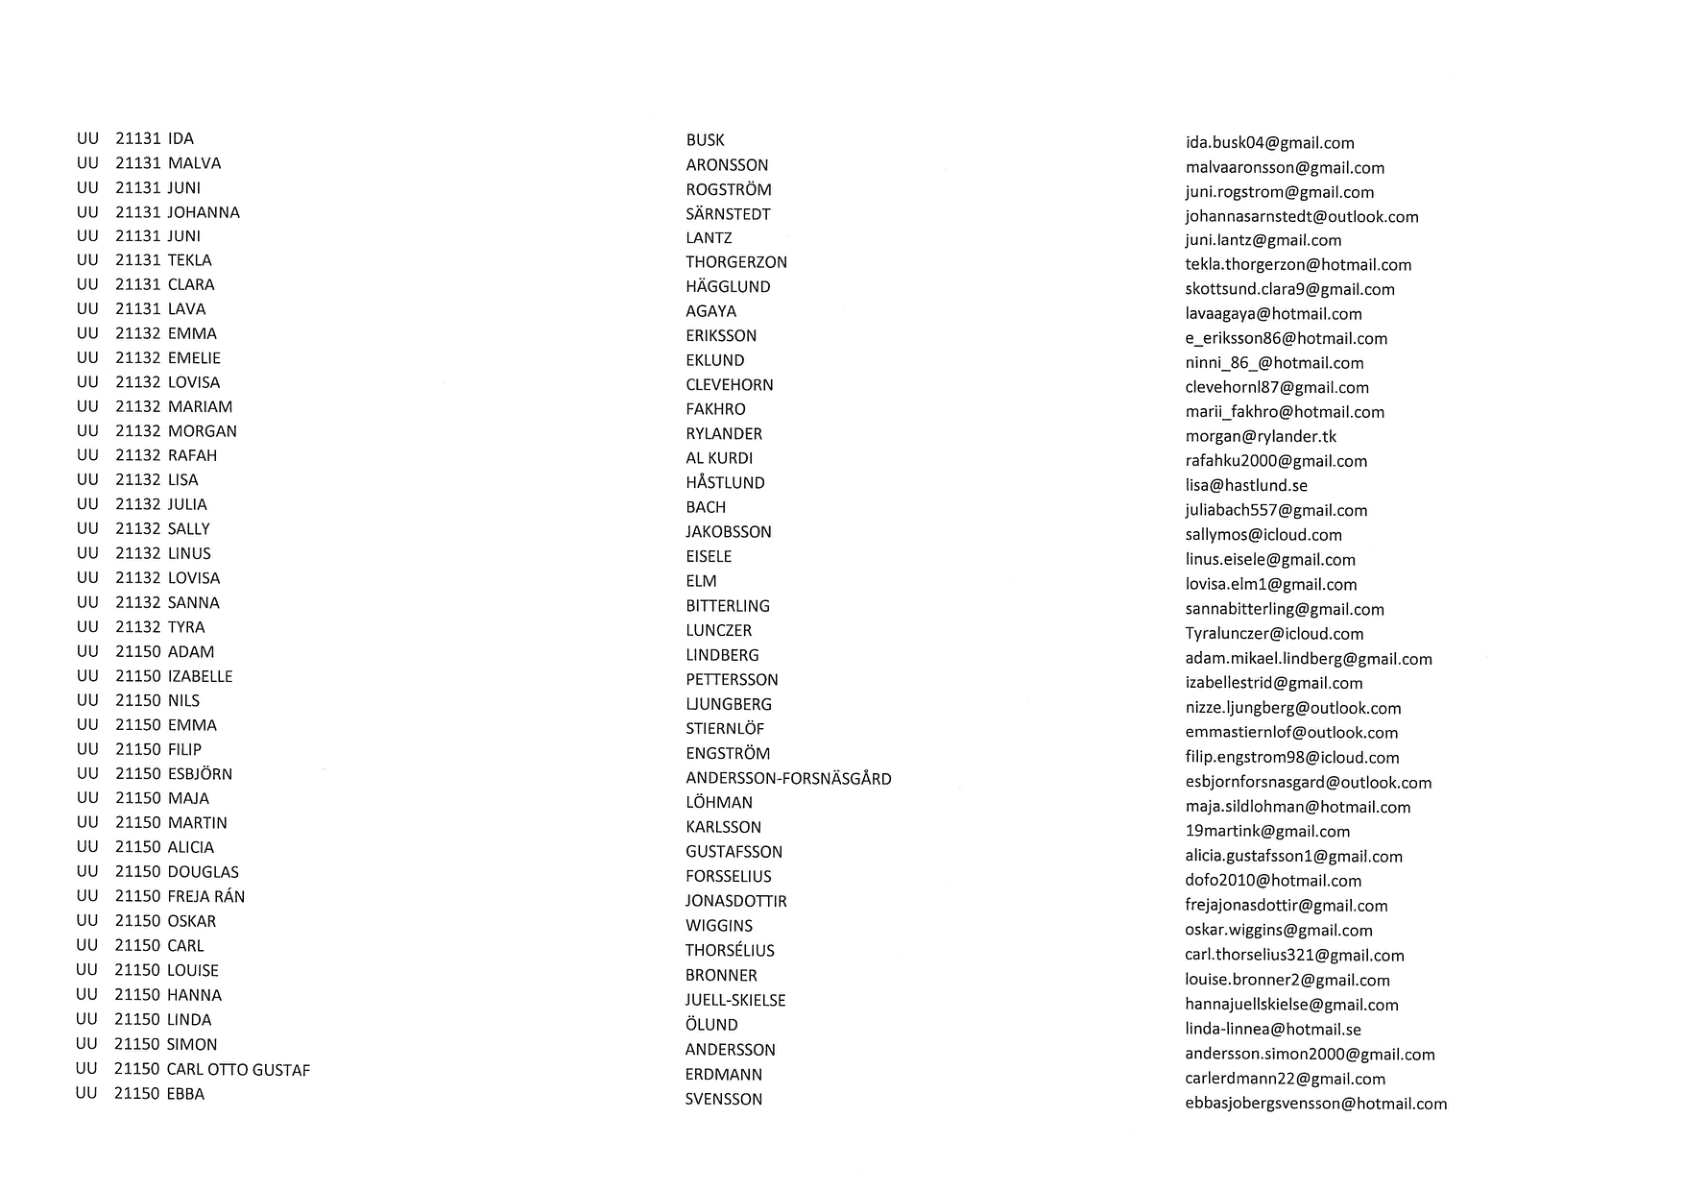 UU 21131 IDA BUSK ida.busk04@gmail.com
UU 21131 MALVA ARONSSON malvaaronsson@gmail.com
UU 21131 JUNI ROGSTRÖM juni.rogstrom@gmail.com
UU 21131 JOHANNA SÄRNSTEDT johannasarnstedt@outlook.com
UU 21131 JUNI LANTZ juni.lantz@gmail.com
UU 21131 TEKLA THORGERZON tekla.thorgerzon@hotmail.com
UU 21131 CLARA HÄGGLUND skottsund.clara9@gmail.com
UU 21131 LAVA AGAYA lavaagaya@hotmail.com
UU 21132 EMMA ERIKSSON e_eriksson86@hotmail.com
UU 21132 EMELIE EKLUND ninni_86_@hotmail.com
UU 21132 LOVISA CLEVEHORN clevehornl87@gmail.com
UU 21132 MARIAM FAKHRO marii_fakhro@hotmail.com
UU 21132 MORGAN RYLANDER morgan@rylander.tk
UU 21132 RAFAH AL KURDI rafahku2000@gmail.com
UU 21132 LISA HÅSTLUND lisa@hastlund.se
UU 21132 JULIA BACH juliabach557@gmail.com
UU 21132 SALLY JAKOBSSON sallymos@icloud.com
UU 21132 LINUS EISELE linus.eisele@gmail.com
UU 21132 LOVISA ELM lovisa.elm1@gmail.com
UU 21132 SANNA BITTERLING sannabitterling@gmail.com
UU 21132 TYRA LUNCZER Tyralunczer@icloud.com
UU 21150 ADAM LINDBERG adam.mikael.lindberg@gmail.com
UU 21150 IZABELLE PETTERSSON izabellestrid@gmail.com
UU 21150 NILS LJUNGBERG nizze.ljungberg@outlook.com
UU 21150 EMMA STIERNLÖF emmastiernlof@outlook.com
UU 21150 FILIP ENGSTRÖM filip.engstrom98@icloud.com
UU 21150 ESBJÖRN ANDERSSON-FORSNÄSGÅRD esbjornforsnasgard@outlook.com
UU 21150 MAJA LÖHMAN maja.sildlohman@hotmail.com
UU 21150 MARTIN KARLSSON 19martink@gmail.com
UU 21150 ALICIA GUSTAFSSON alicia.gustafsson1@gmail.com
UU 21150 DOUGLAS FORSSELIUS dofo2010@hotmail.com
UU 21150 FREJA RÁN JONASDOTTIR frejajonasdottir@gmail.com
UU 21150 OSKAR WIGGINS oskar.wiggins@gmail.com
UU 21150 CARL THORSÉLIUS carl.thorselius321@gmail.com
UU 21150 LOUISE BRONNER louise.bronner2@gmail.com
UU 21150 HANNA JUELL-SKIELSE hannajuellskielse@gmail.com
UU 21150 LINDA ÖLUND linda-linnea@hotmail.se
UU 21150 SIMON ANDERSSON andersson.simon2000@gmail.com
UU 21150 CARL OTTO GUSTAF ERDMANN carlerdmann22@gmail.com
UU 21150 EBBA SVENSSON ebbasjobergsvensson@hotmail.com